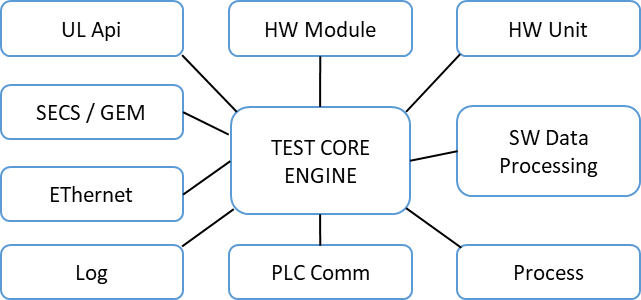 UL Api
HW Module
HW Unit
SECS / GEM
TEST CORE
ENGINE
SW Data
Processing
EThernet
Log
PLC Comm
Process